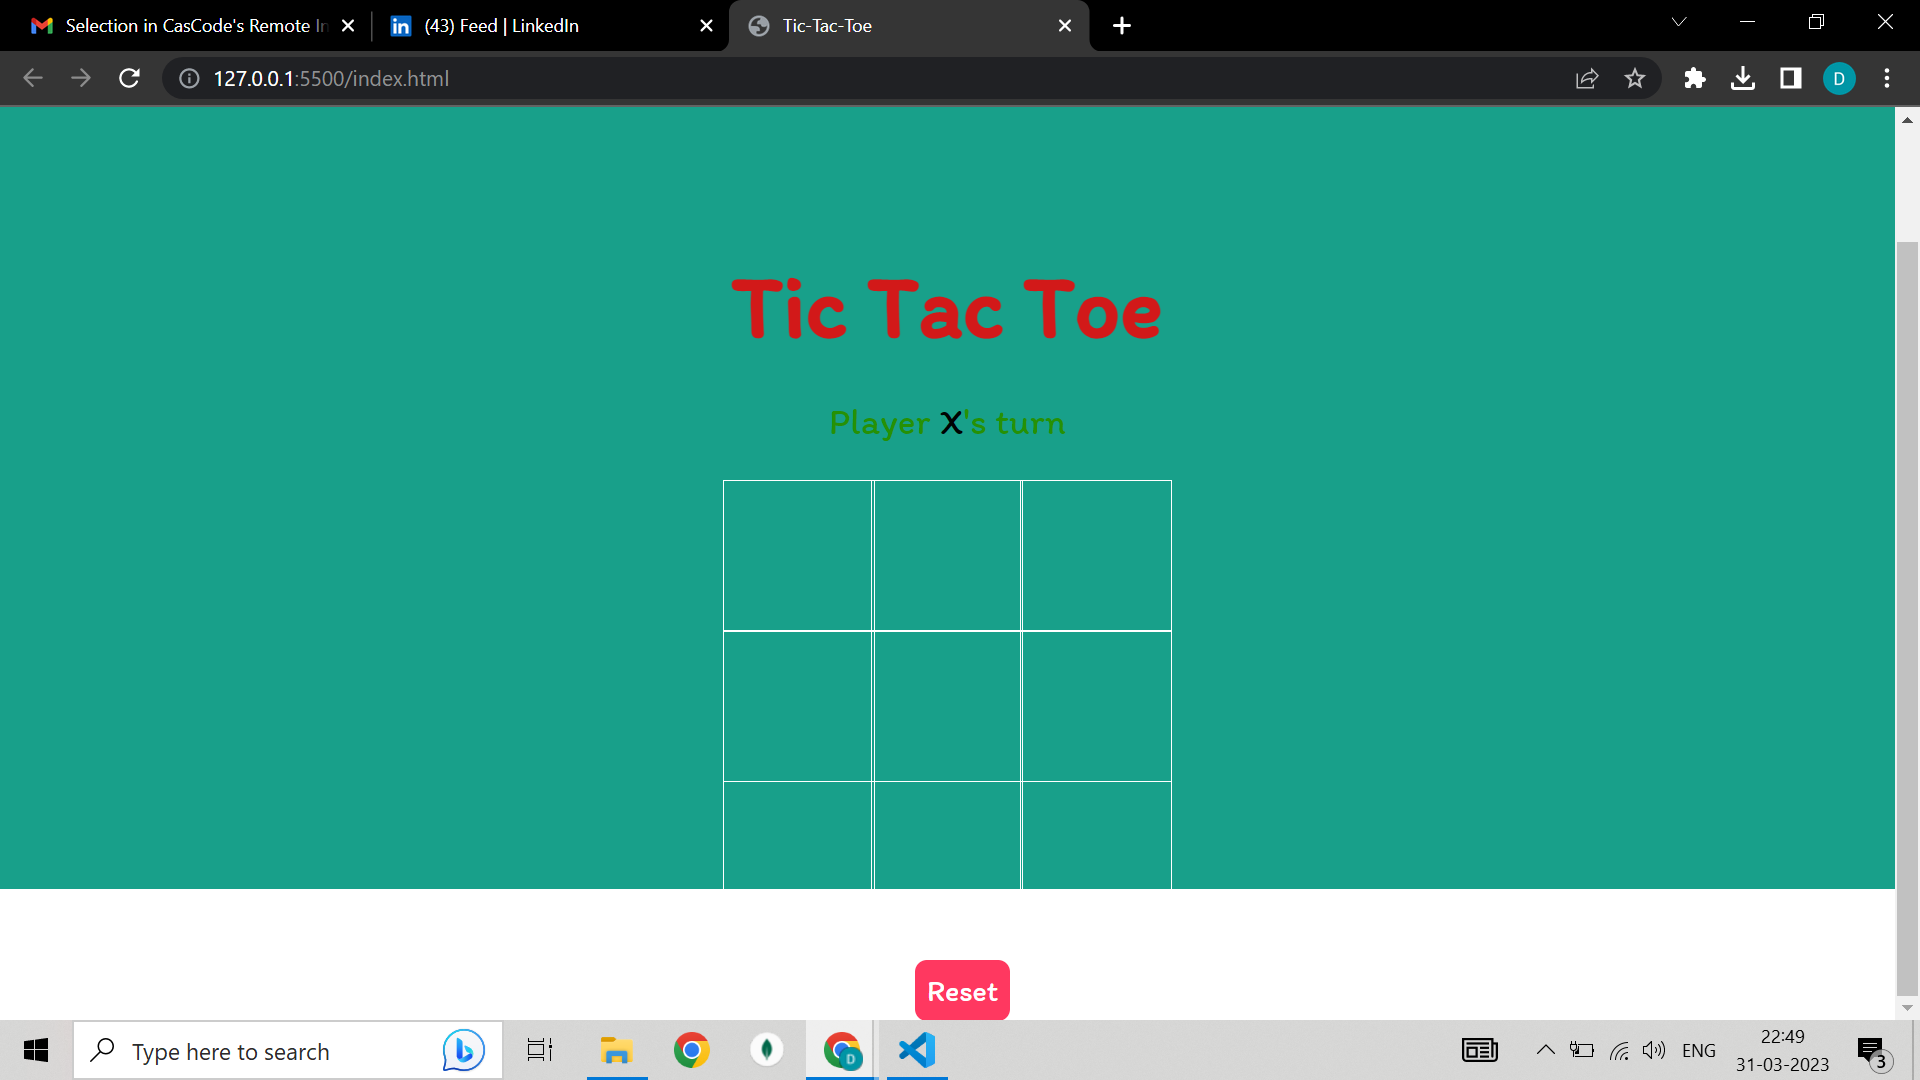 Selection in CasCode's Remote In
(43) Feed | LinkedIn
Tic-Tac-Toe
127.0.0.1:5500/index.html
D
Tic Tac Toe
Player X's turn
Reset
Type here to search
D
ENG
22:49
31-03-2023
3